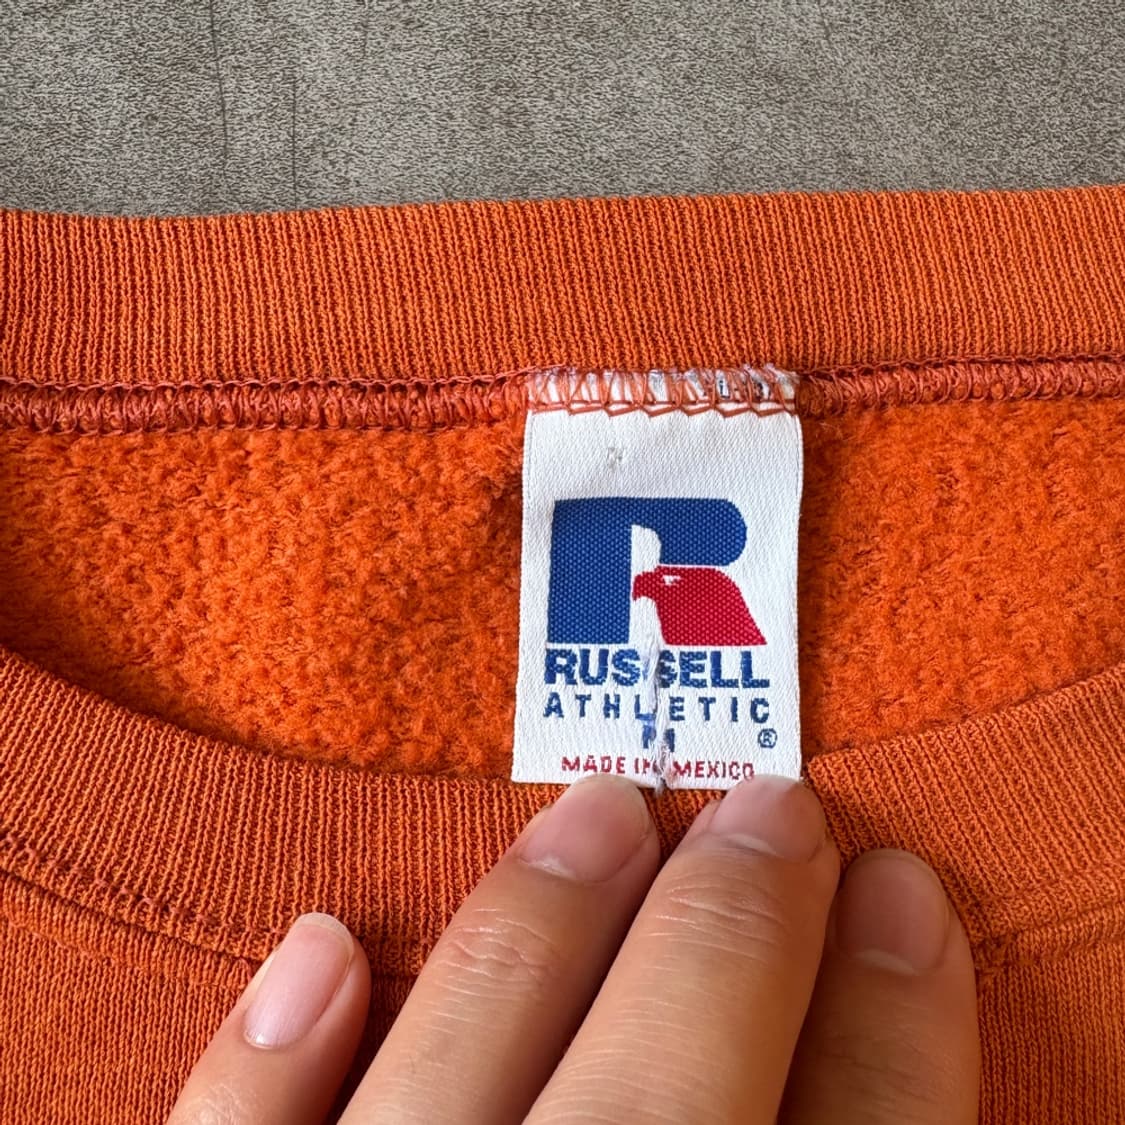 RUSSELL
ATHLETIC
M ®
MADE IN MEXICO